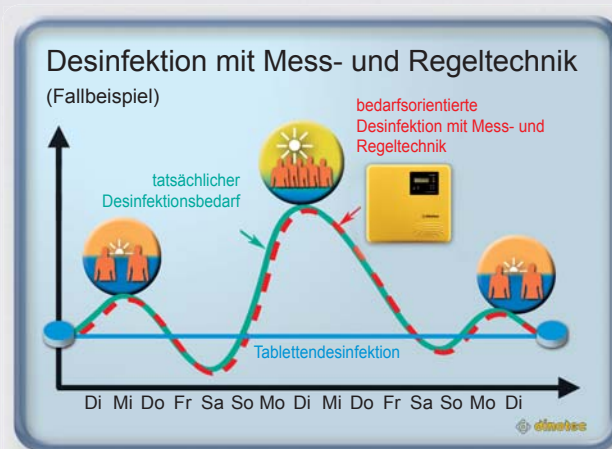 Desinfektion mit Mess- und Regeltechnik
(Fallbeispiel)
bedarfsorientierte
Desinfektion mit Mess- und
Regeltechnik
tatsächlicher
Desinfektionsbedarf
Tablettendesinfektion
Di Mi Do Fr Sa So Mo Di Mi Do Fr Sa So Mo Di
dinotec